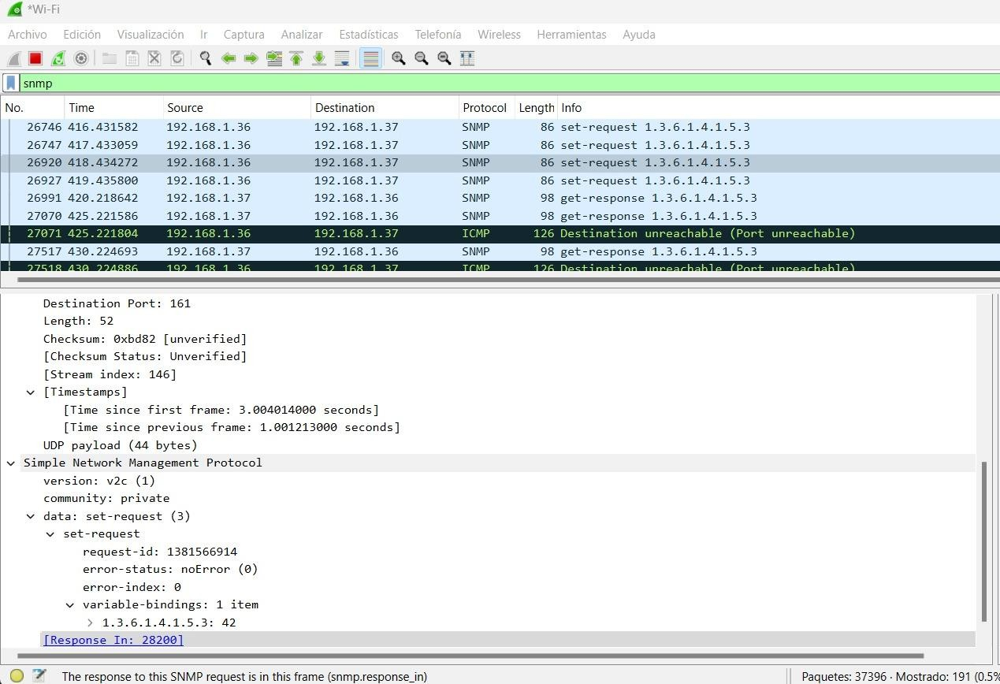 *Wi-Fi
Archivo Edición Visualización Ir Captura Analizar Estadísticas Telefonía Wireless Herramientas Ayuda
snmp
No. Time Source Destination Protocol Length Info
26746 416.431582 192.168.1.36 192.168.1.37 SNMP 86 set-request 1.3.6.1.4.1.5.3
26747 417.433059 192.168.1.36 192.168.1.37 SNMP 86 set-request 1.3.6.1.4.1.5.3
26920 418.434272 192.168.1.36 192.168.1.37 SNMP 86 set-request 1.3.6.1.4.1.5.3
26927 419.435800 192.168.1.36 192.168.1.37 SNMP 86 set-request 1.3.6.1.4.1.5.3
26991 420.218642 192.168.1.37 192.168.1.36 SNMP 98 get-response 1.3.6.1.4.1.5.3
27070 425.221586 192.168.1.37 192.168.1.36 SNMP 98 get-response 1.3.6.1.4.1.5.3
27071 425.221804 192.168.1.36 192.168.1.37 ICMP 126 Destination unreachable (Port unreachable)
27517 430.224693 192.168.1.37 192.168.1.36 SNMP 98 get-response 1.3.6.1.4.1.5.3
27518 430.224886 192.168.1.36 192.168.1.37 ICMP 126 Destination unreachable (Port unreachable)
Destination Port: 161
Length: 52
Checksum: 0xbd82 [unverified]
[Checksum Status: Unverified]
[Stream index: 146]
[Timestamps]
[Time since first frame: 3.004014000 seconds]
[Time since previous frame: 1.001213000 seconds]
UDP payload (44 bytes)
Simple Network Management Protocol
version: v2c (1)
community: private
data: set-request (3)
set-request
request-id: 1381566914
error-status: noError (0)
error-index: 0
variable-bindings: 1 item
1.3.6.1.4.1.5.3: 42
[Response In: 28200]
The response to this SNMP request is in this frame (snmp.response_in) Paquetes: 37396 · Mostrado: 191 (0.5%